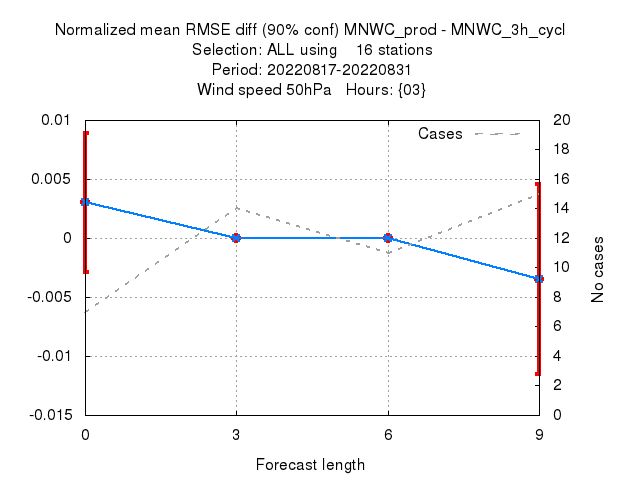 Normalized mean RMSE diff (90% conf) MNWC_prod - MNWC_3h_cycl
Selection: ALL using    16 stations
Period: 20220817-20220831
Wind speed 50hPa   Hours: {03}
Cases
0.01
0.005
0
-0.005
-0.01
-0.015
20
18
16
14
12
10
8
6
4
2
0
No cases
0 3 6 9
Forecast length